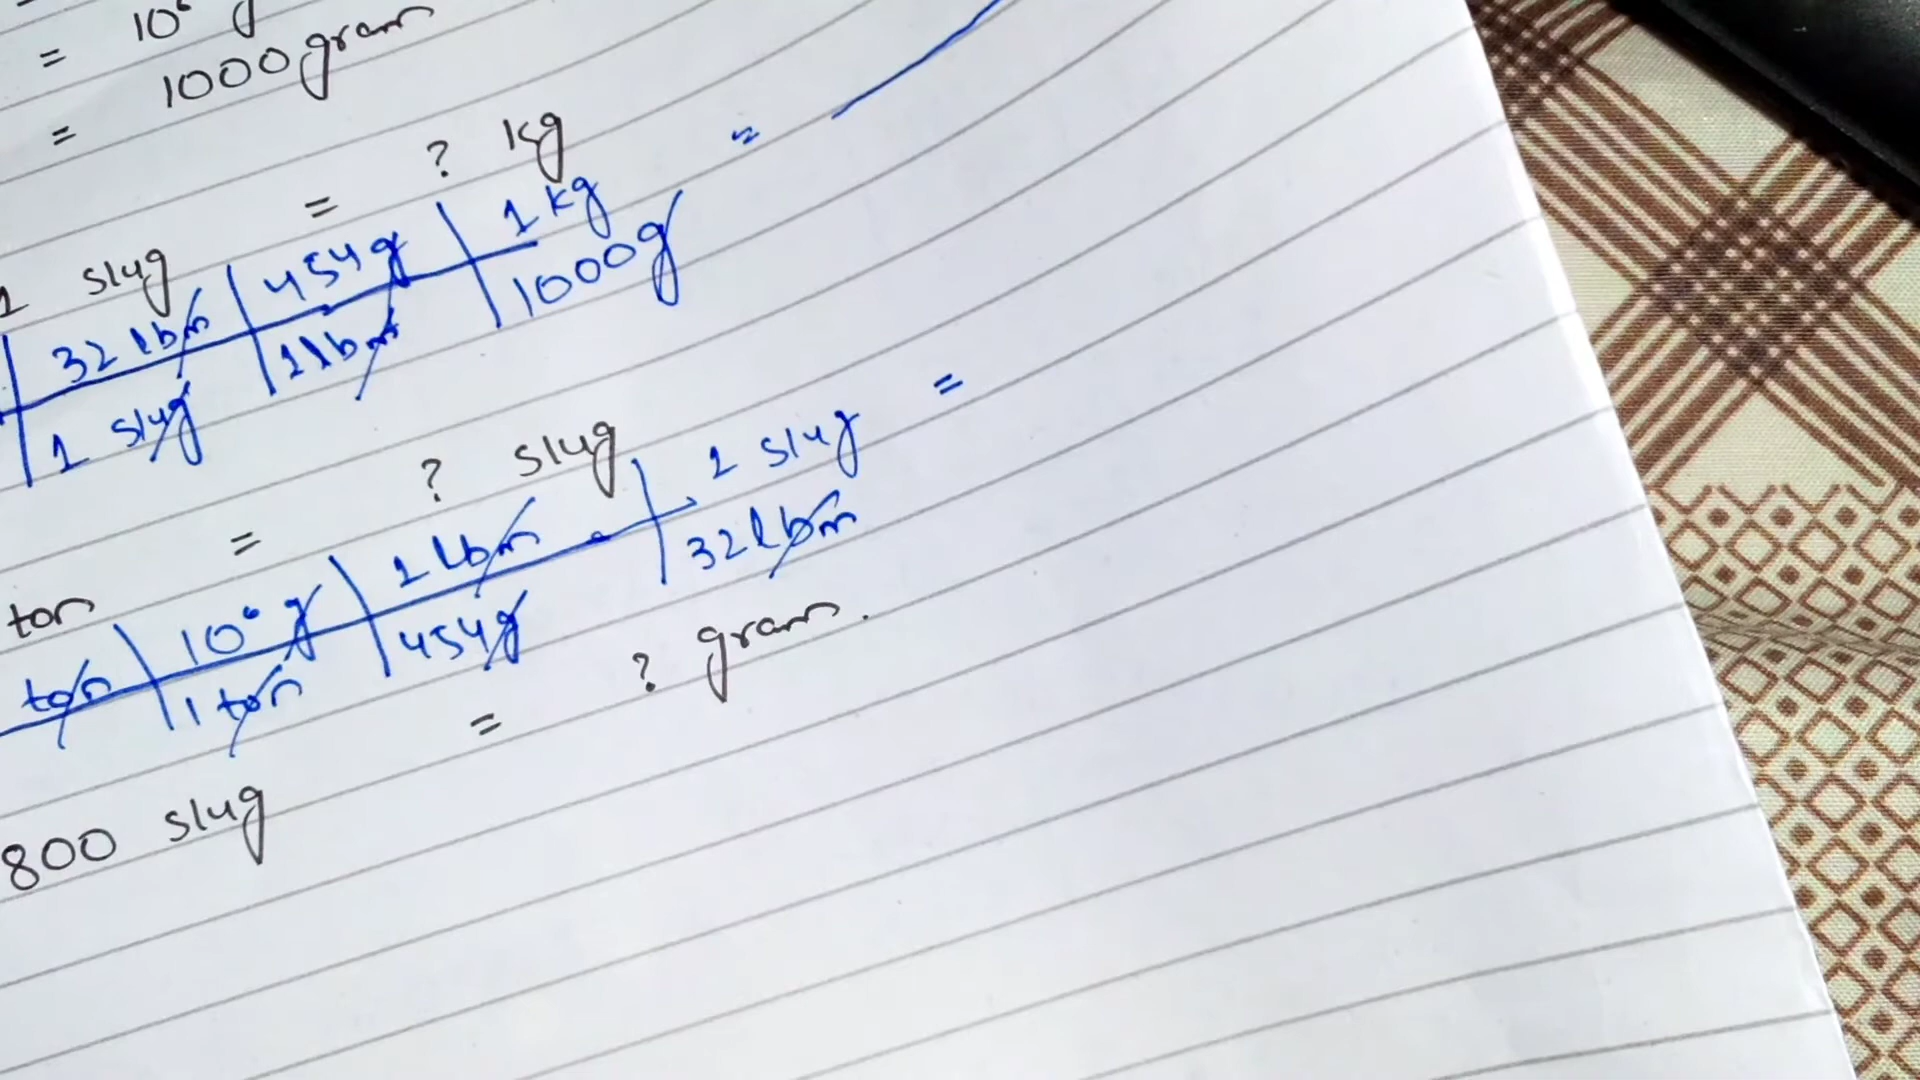 = 10⁶ g
= 1000 gram
1 slug = ? kg =
32 lbm | 454 g | 1 kg
1 slug | 1 lbm | 1000 g
ton = ? slug =
ton | 10⁶ g | 1 lbm | 1 slug
1 ton | 454 g | 32 lbm
800 slug = ? gram.